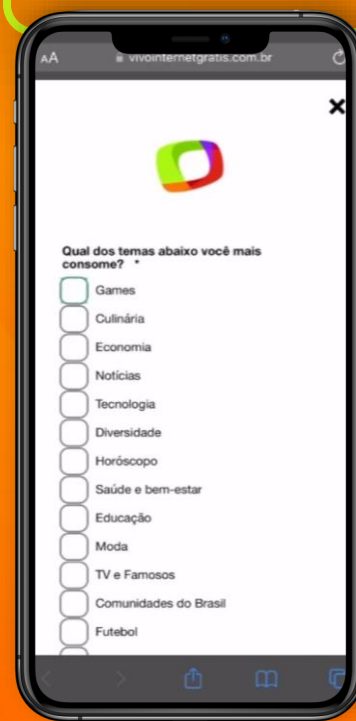 AA
vivointernetgratis.com.br
Qual dos temas abaixo você mais
consome? *
Games
Culinária
Economia
Notícias
Tecnologia
Diversidade
Horóscopo
Saúde e bem-estar
Educação
Moda
TV e Famosos
Comunidades do Brasil
Futebol